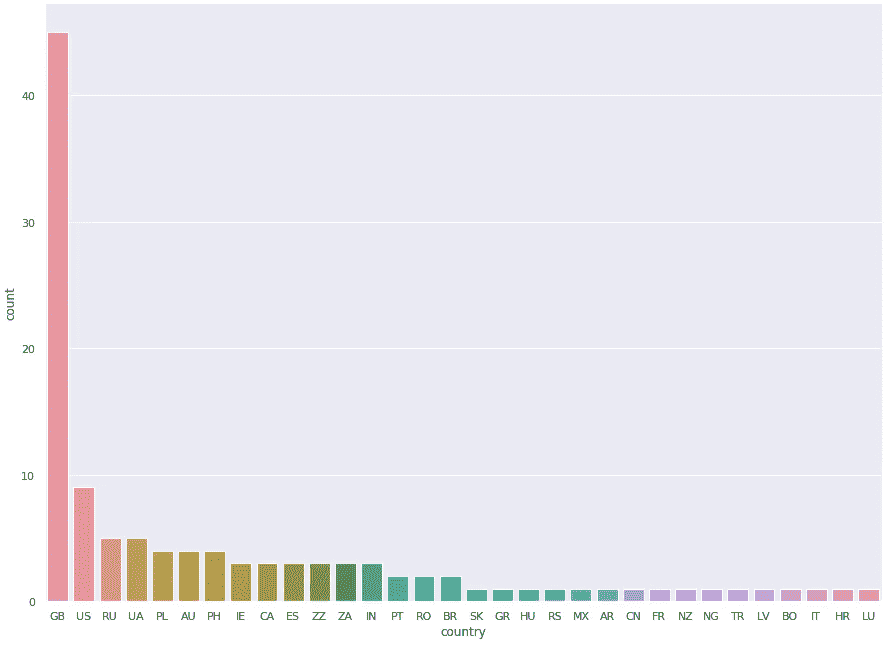 40
30
20
10
0
count
GB US RU UA PL AU PH IE CA ES ZZ ZA IN PT RO BR SK GR HU RS MX AR CN FR NZ NG TR LV BO IT HR LU
country